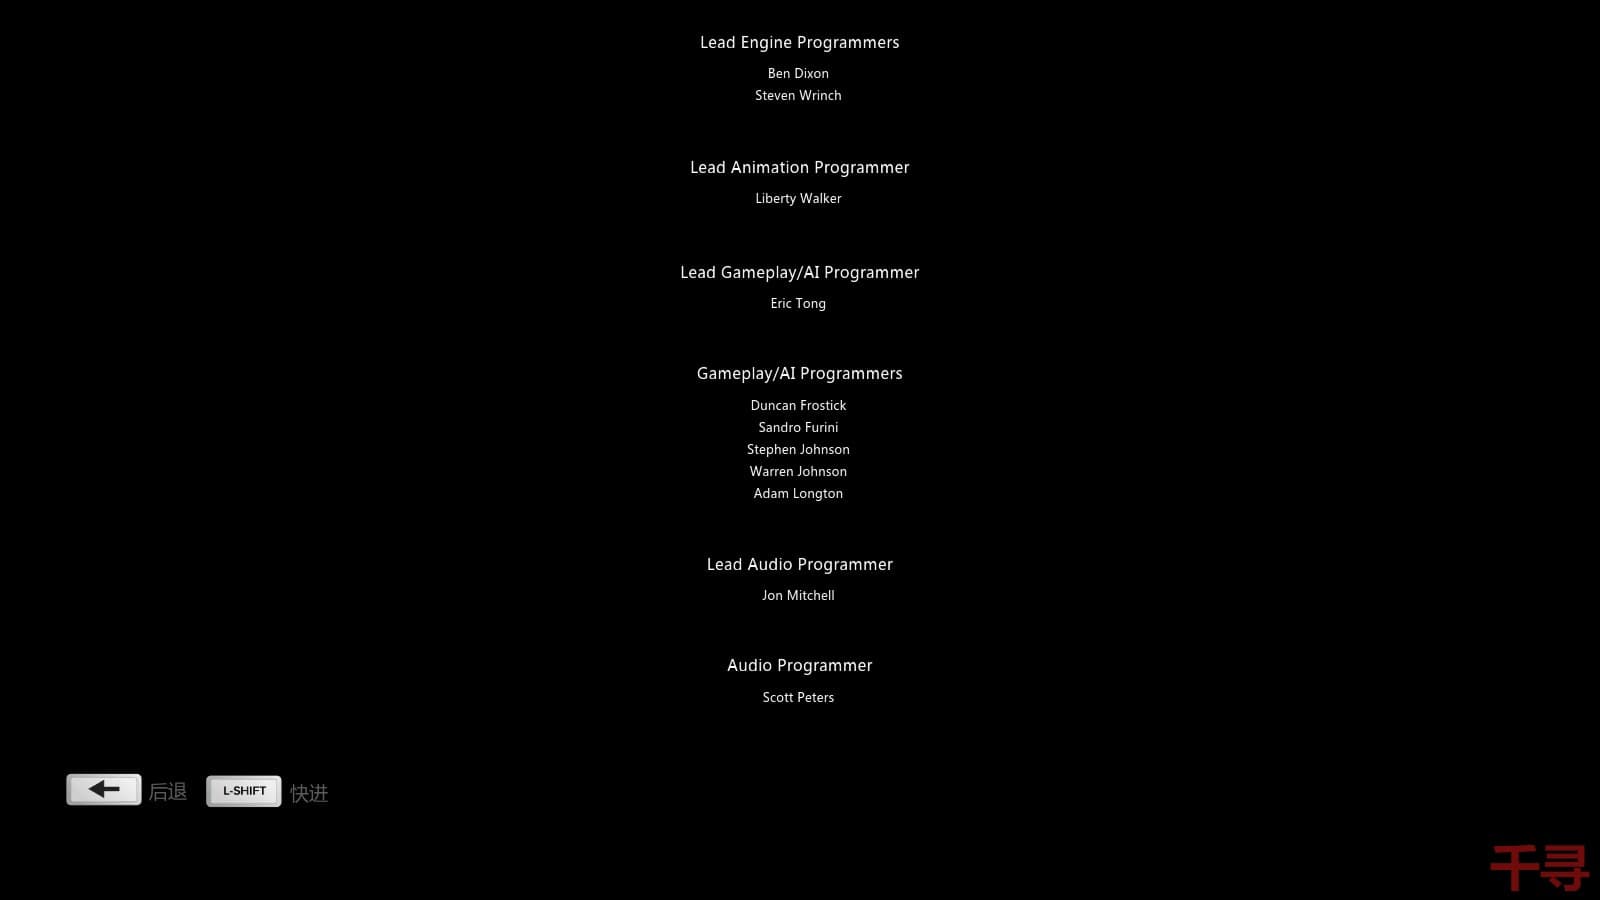 Lead Engine Programmers
Ben Dixon
Steven Wrinch
Lead Animation Programmer
Liberty Walker
Lead Gameplay/AI Programmer
Eric Tong
Gameplay/AI Programmers
Duncan Frostick
Sandro Furini
Stephen Johnson
Warren Johnson
Adam Longton
Lead Audio Programmer
Jon Mitchell
Audio Programmer
Scott Peters
后退 L-SHIFT 快进
千寻